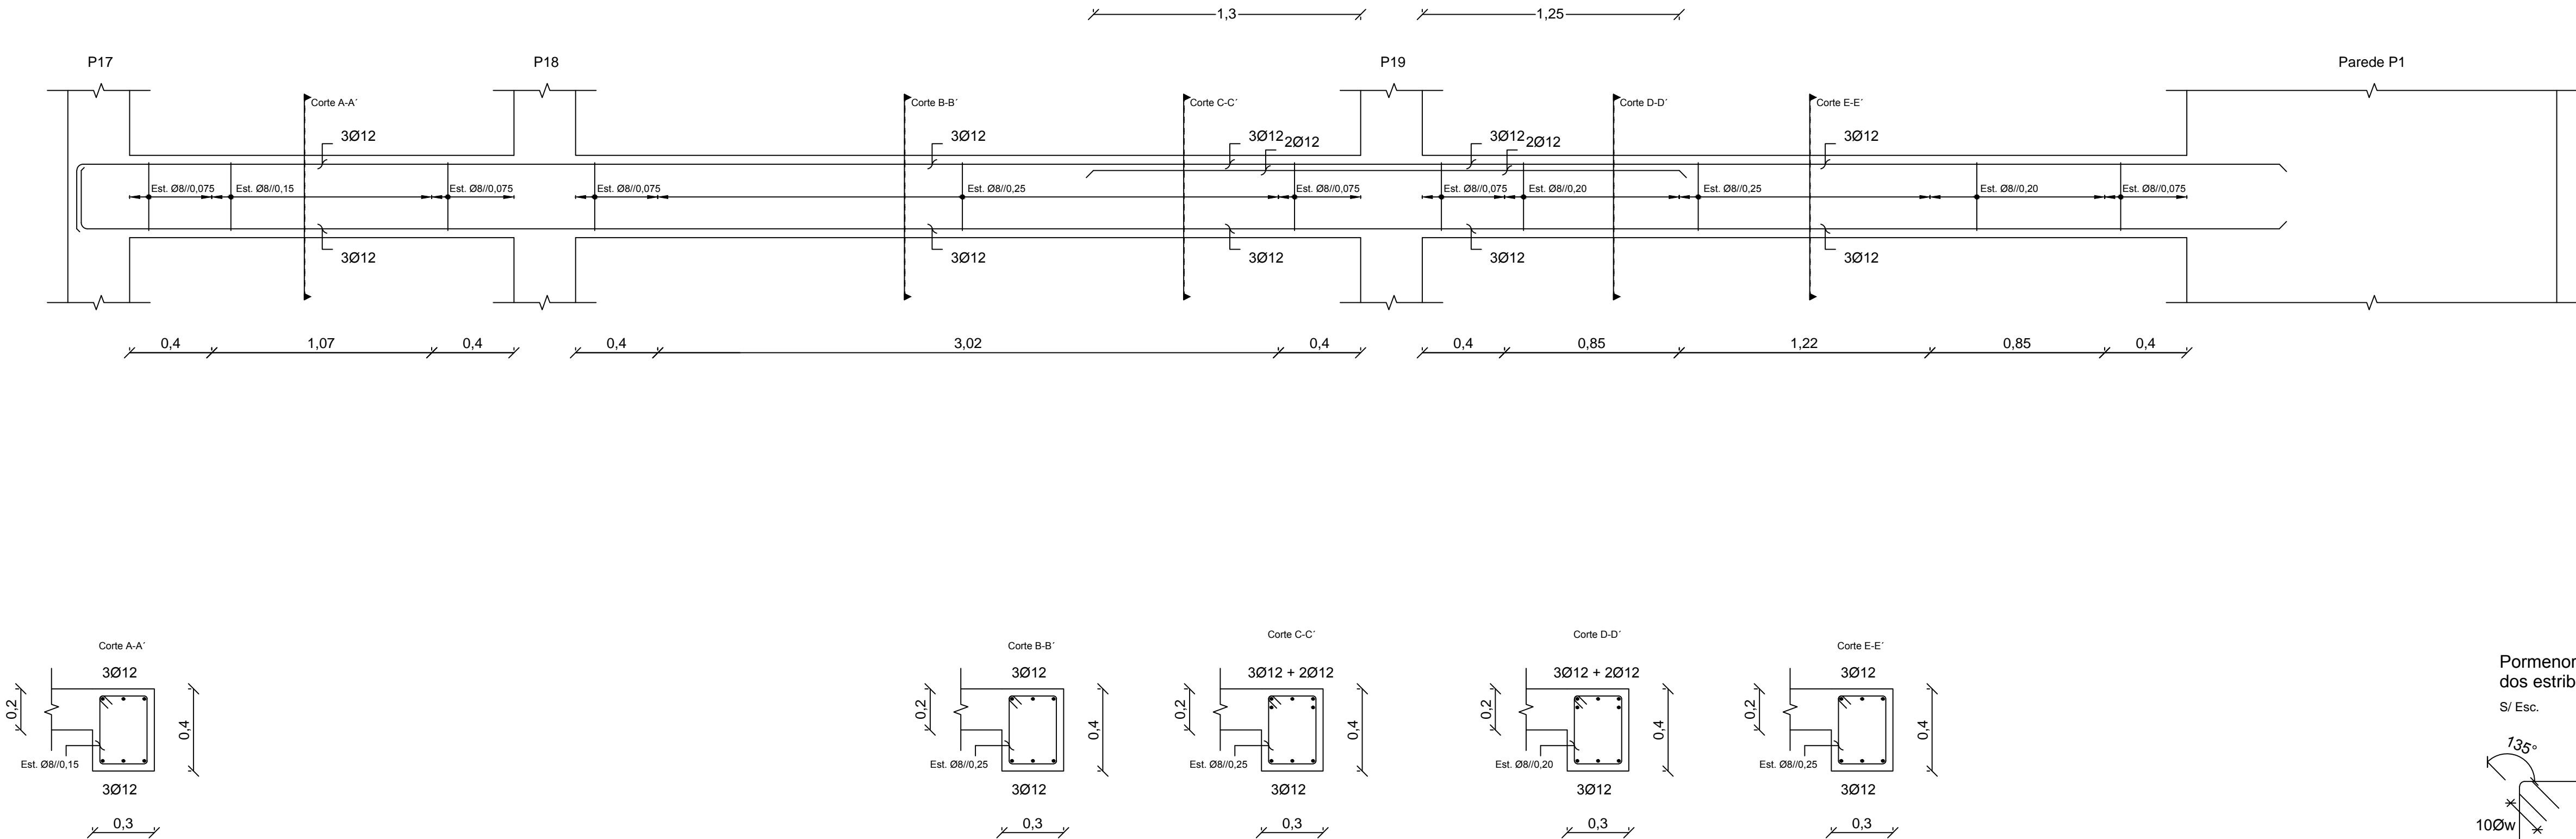 1,3
1,25
P17
P18
P19
Parede P1
Corte A-A´
Corte B-B´
Corte C-C´
Corte D-D´
Corte E-E´
3Ø12
3Ø12
3Ø12
2Ø12
3Ø12
2Ø12
3Ø12
Est. Ø8//0,075
Est. Ø8//0,15
Est. Ø8//0,075
Est. Ø8//0,075
Est. Ø8//0,25
Est. Ø8//0,075
Est. Ø8//0,075
Est. Ø8//0,20
Est. Ø8//0,25
Est. Ø8//0,20
Est. Ø8//0,075
3Ø12
3Ø12
3Ø12
3Ø12
3Ø12
0,4
1,07
0,4
0,4
3,02
0,4
0,4
0,85
1,22
0,85
0,4
Corte A-A´
3Ø12
0,2
0,4
Est. Ø8//0,15
3Ø12
0,3
Corte B-B´
3Ø12
0,2
0,4
Est. Ø8//0,25
3Ø12
0,3
Corte C-C´
3Ø12 + 2Ø12
0,2
0,4
Est. Ø8//0,25
3Ø12
0,3
Corte D-D´
3Ø12 + 2Ø12
0,2
0,4
Est. Ø8//0,20
3Ø12
0,3
Corte E-E´
3Ø12
0,2
0,4
Est. Ø8//0,25
3Ø12
0,3
Pormenor
dos estrib
S/ Esc.
135°
10Øw